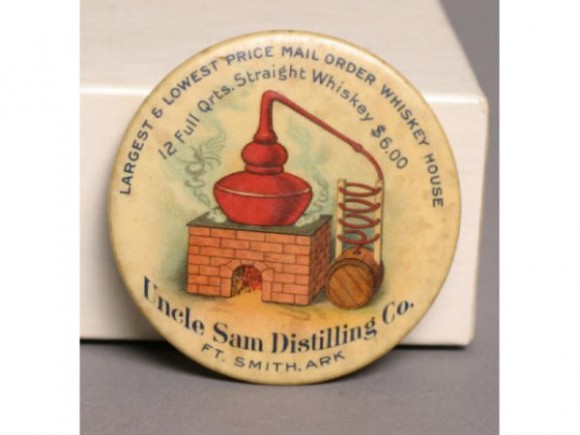 LARGEST & LOWEST PRICE MAIL ORDER WHISKEY HOUSE
12 Full Qrts. Straight Whiskey $6.00
Uncle Sam Distilling Co.
FT. SMITH, ARK